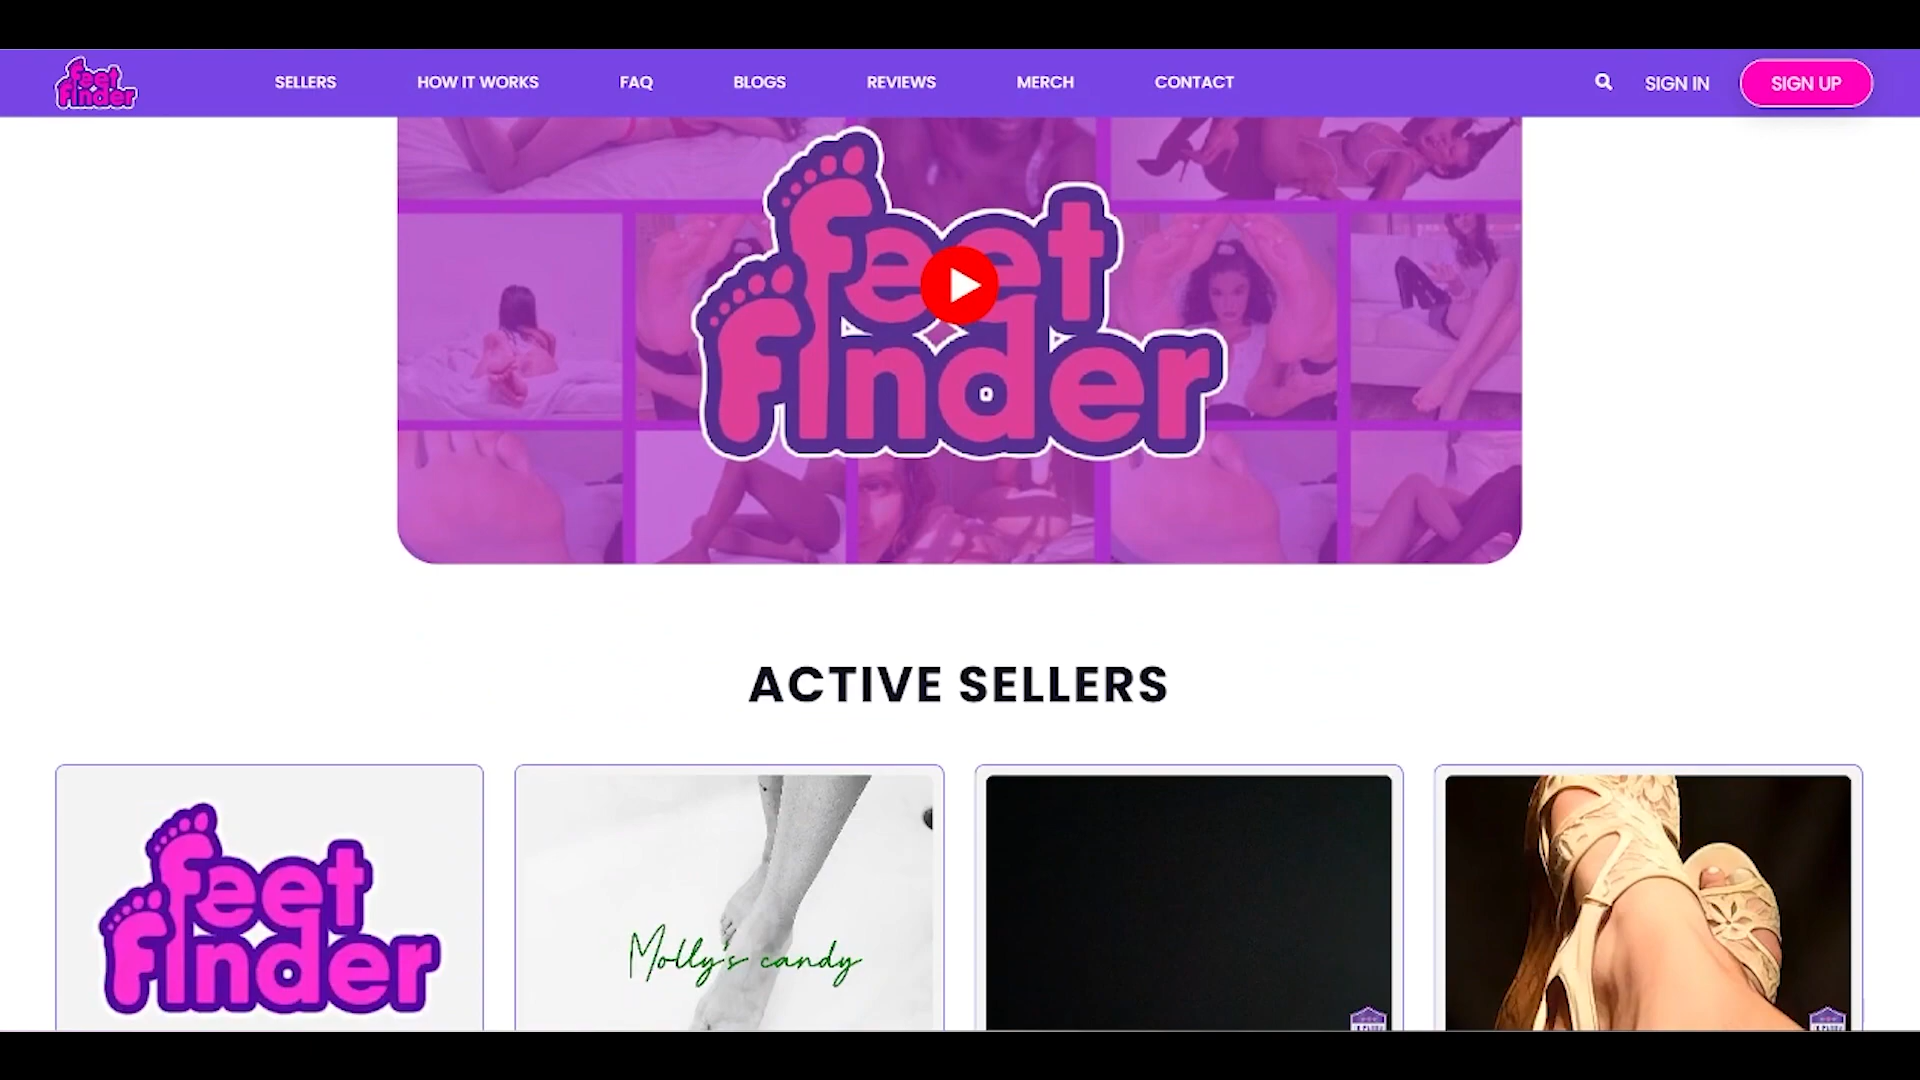 feet
finder
SELLERS
HOW IT WORKS
FAQ
BLOGS
REVIEWS
MERCH
CONTACT
SIGN IN
SIGN UP
feet
finder
ACTIVE SELLERS
feet
finder
Molly's candy